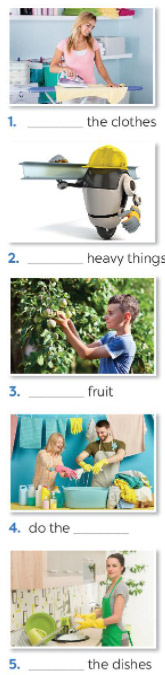 1. ________ the clothes
2. ________ heavy things
3. ________ fruit
4. do the ________
5. ________ the dishes